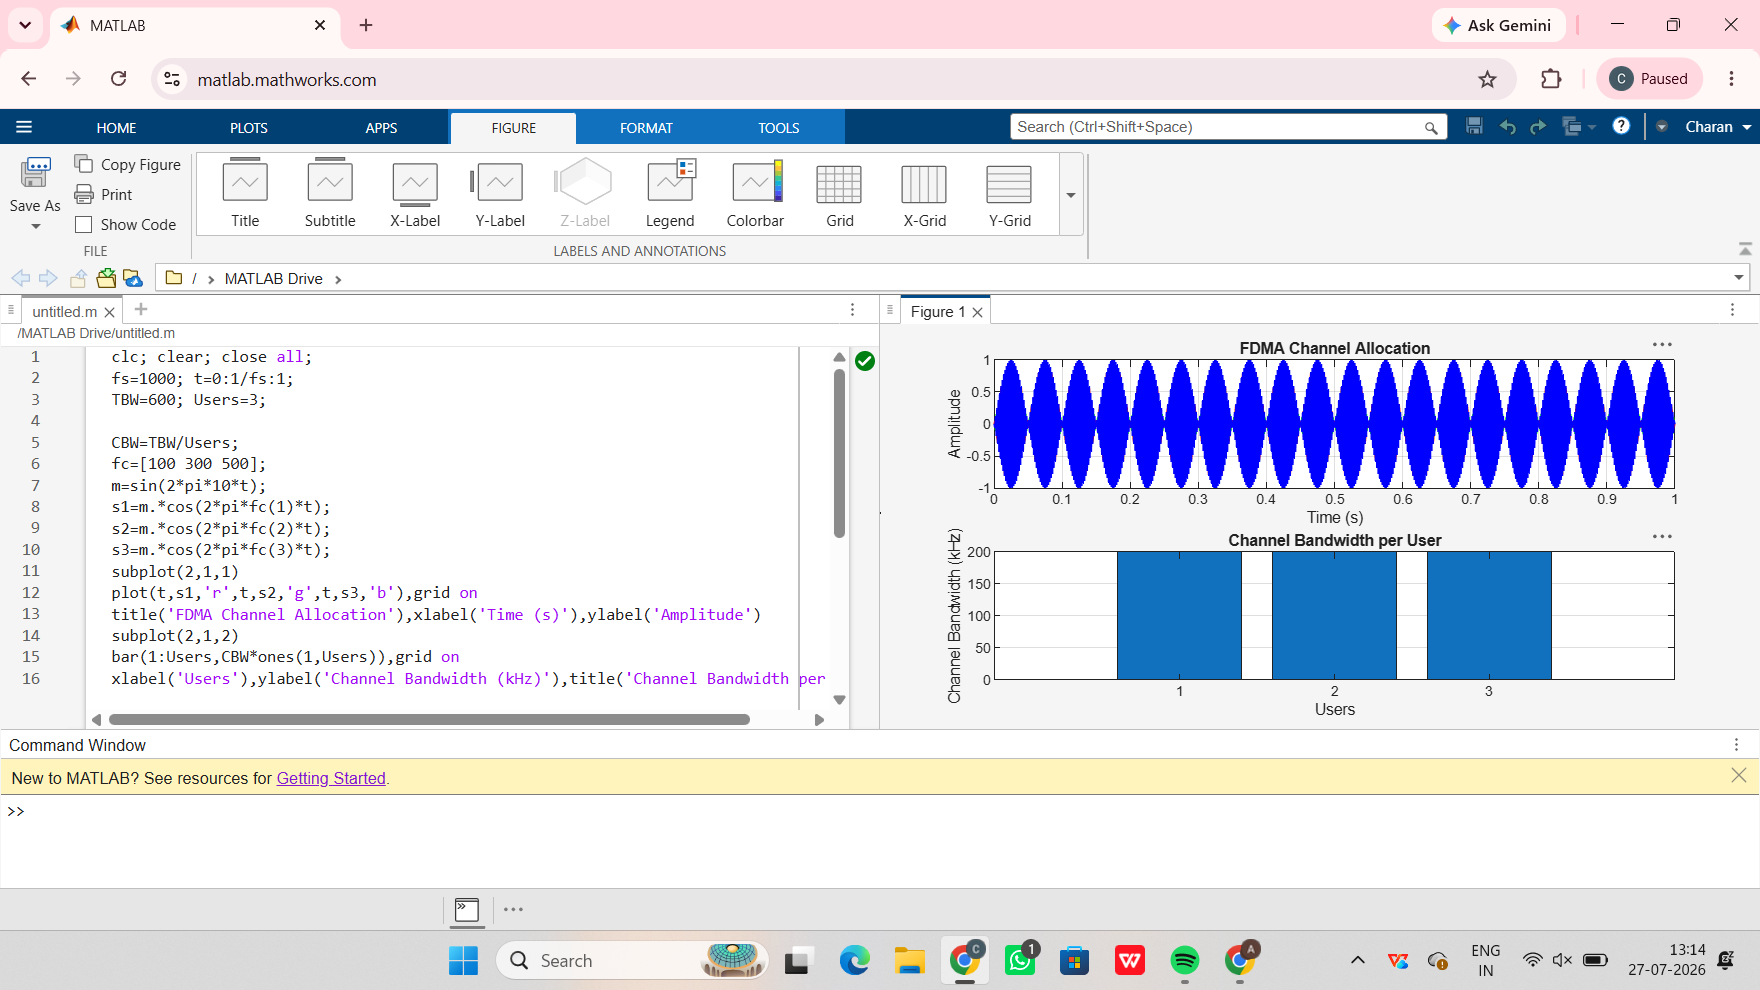 MATLAB
Ask Gemini
matlab.mathworks.com
C Paused
HOME PLOTS APPS FIGURE FORMAT TOOLS Search (Ctrl+Shift+Space) Charan
Save As
Copy Figure
Print
Show Code
FILE
Title Subtitle X-Label Y-Label Z-Label Legend Colorbar Grid X-Grid Y-Grid
LABELS AND ANNOTATIONS
/ › MATLAB Drive ›
untitled.m
/MATLAB Drive/untitled.m
1 clc; clear; close all;
2 fs=1000; t=0:1/fs:1;
3 TBW=600; Users=3;
4
5 CBW=TBW/Users;
6 fc=[100 300 500];
7 m=sin(2*pi*10*t);
8 s1=m.*cos(2*pi*fc(1)*t);
9 s2=m.*cos(2*pi*fc(2)*t);
10 s3=m.*cos(2*pi*fc(3)*t);
11 subplot(2,1,1)
12 plot(t,s1,'r',t,s2,'g',t,s3,'b'),grid on
13 title('FDMA Channel Allocation'),xlabel('Time (s)'),ylabel('Amplitude')
14 subplot(2,1,2)
15 bar(1:Users,CBW*ones(1,Users)),grid on
16 xlabel('Users'),ylabel('Channel Bandwidth (kHz)'),title('Channel Bandwidth per
Figure 1
FDMA Channel Allocation
Amplitude
1
0.5
0
-0.5
-1
0 0.1 0.2 0.3 0.4 0.5 0.6 0.7 0.8 0.9 1
Time (s)
Channel Bandwidth per User
Channel Bandwidth (kHz)
200
150
100
50
0
1 2 3
Users
Command Window
New to MATLAB? See resources for Getting Started.
>>
Search
C
1
A
ENG
IN
13:14
27-07-2026